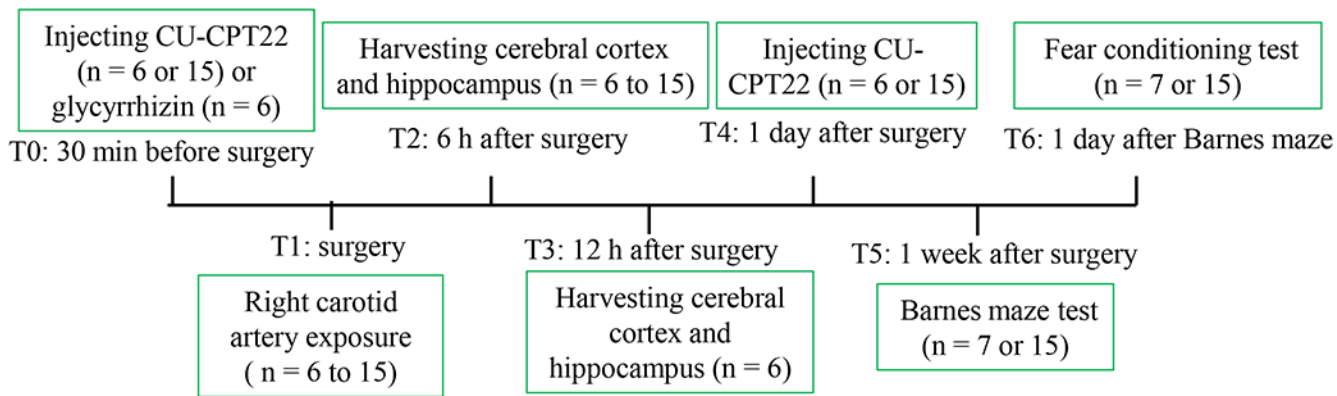 Injecting CU-CPT22
(n = 6 or 15) or
glycyrrhizin (n = 6)
T0: 30 min before surgery
T1: surgery
Right carotid
artery exposure
( n = 6 to 15)
Harvesting cerebral cortex
and hippocampus (n = 6 to 15)
T2: 6 h after surgery
T3: 12 h after surgery
Harvesting cerebral
cortex and
hippocampus (n = 6)
Injecting CU-
CPT22 (n = 6 or 15)
T4: 1 day after surgery
T5: 1 week after surgery
Barnes maze test
(n = 7 or 15)
Fear conditioning test
(n = 7 or 15)
T6: 1 day after Barnes maze